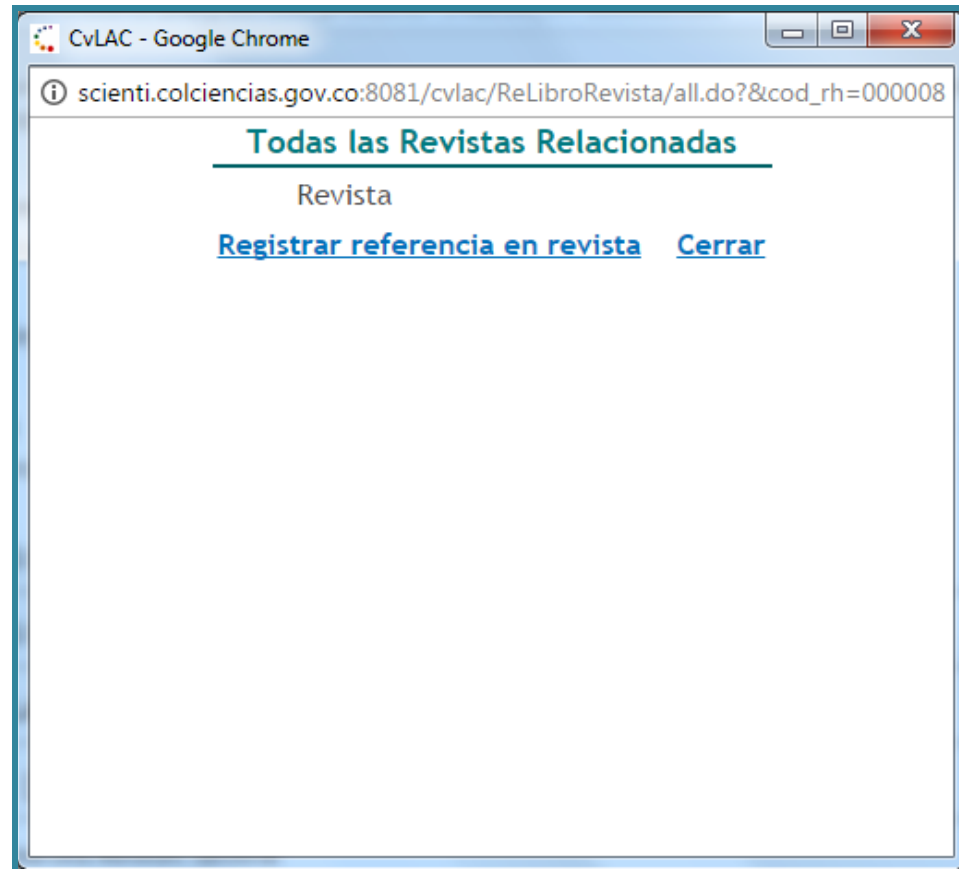 CvLAC - Google Chrome
scienti.colciencias.gov.co:8081/cvlac/ReLibroRevista/all.do?&cod_rh=000008
Todas las Revistas Relacionadas
Revista
Registrar referencia en revista Cerrar